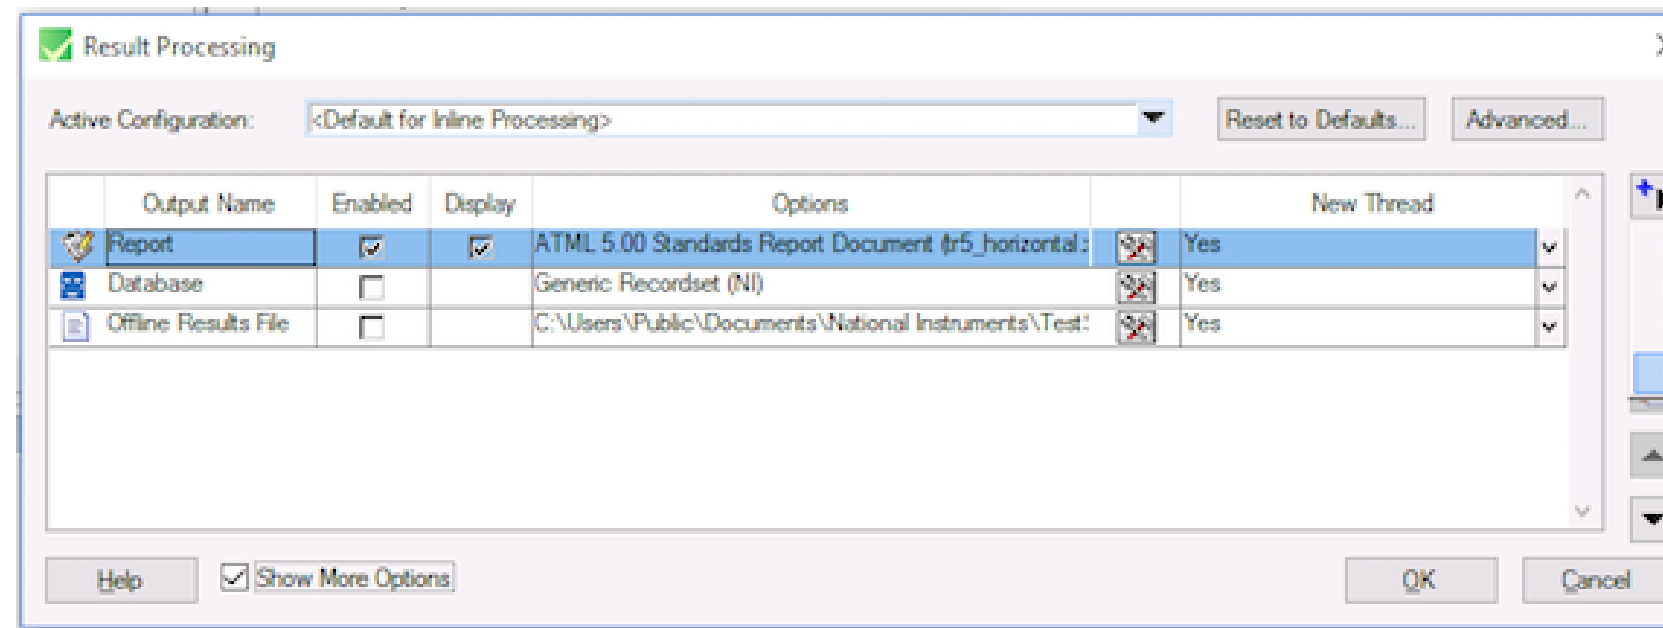 Result Processing
Active Configuration: <Default for Inline Processing> Reset to Defaults... Advanced...
Output Name Enabled Display Options New Thread
Report ATML 5.00 Standards Report Document (tr5_horizontal. Yes
Database Generic Recordset (NI) Yes
Offline Results File C:\Users\Public\Documents\National Instruments\Test Yes
Help Show More Options OK Cancel